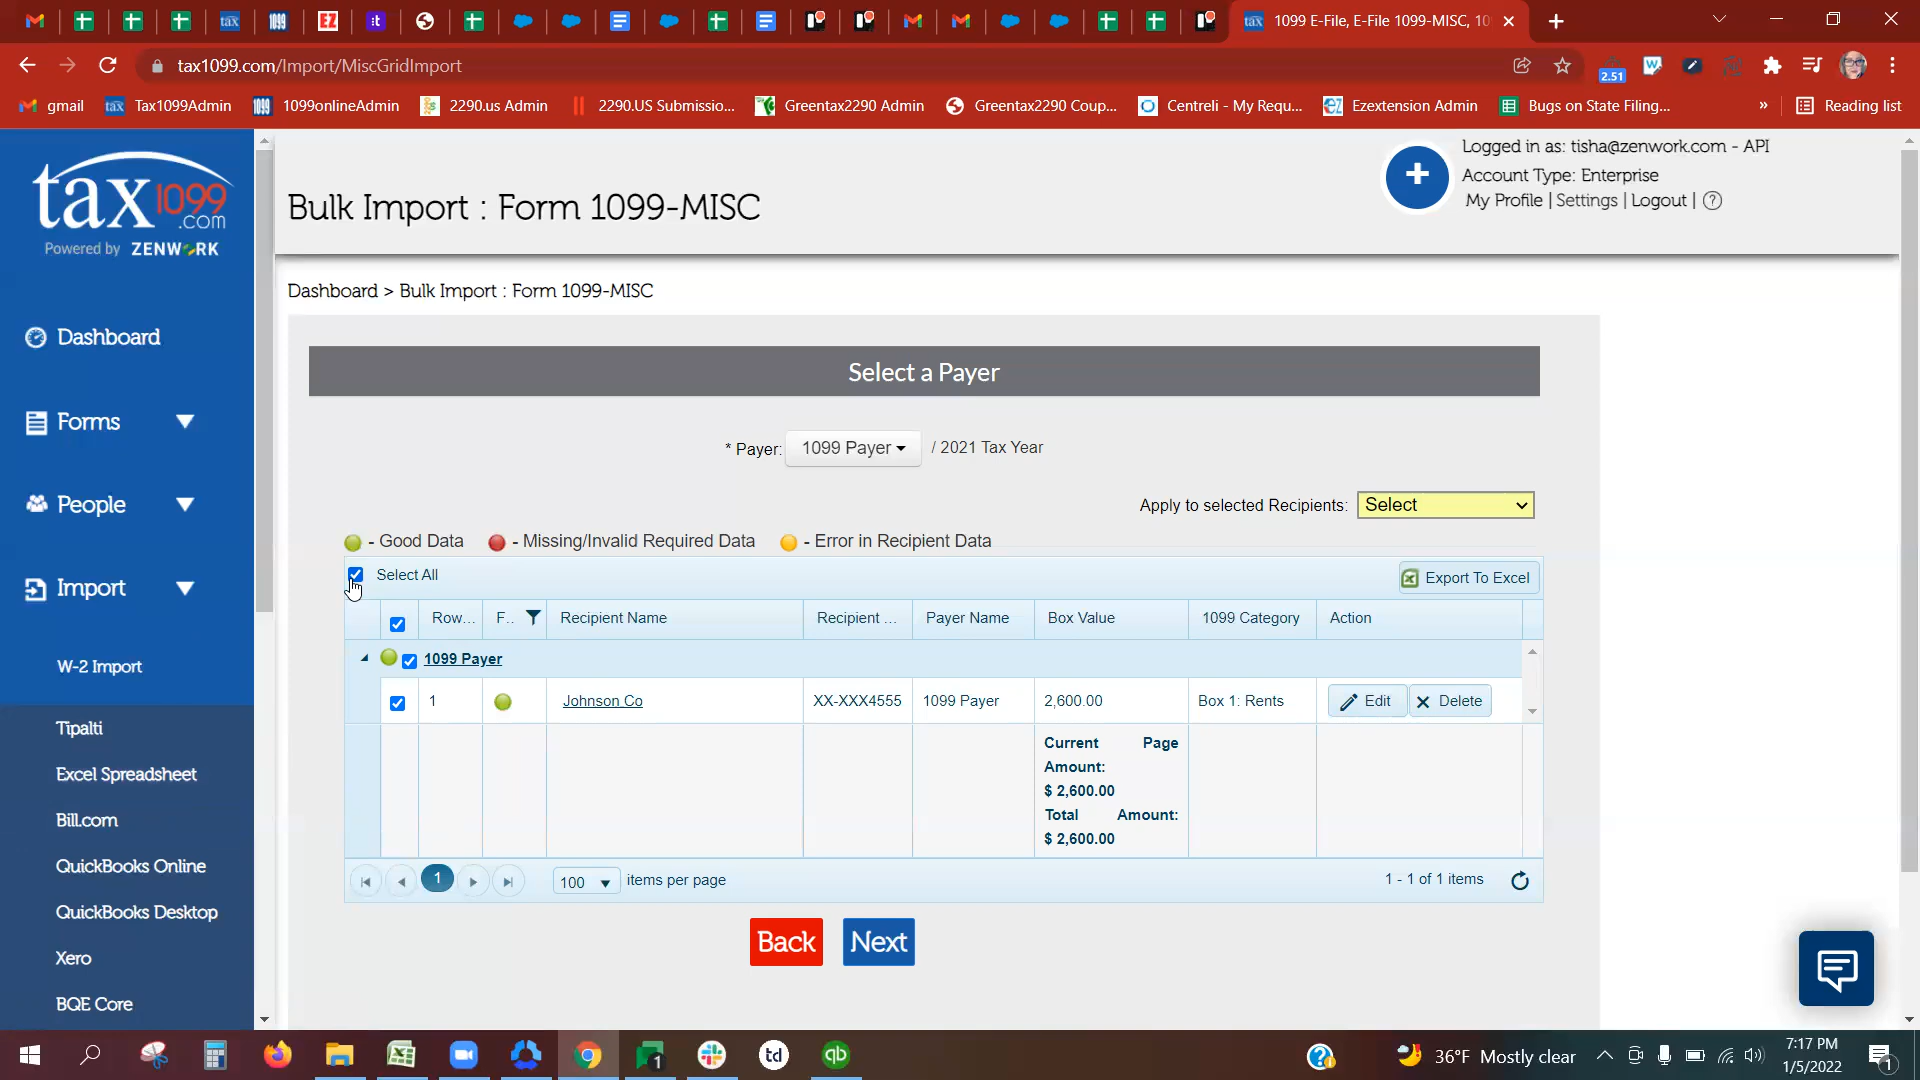 1099 E-File, E-File 1099-MISC, 10
tax1099.com/Import/MiscGridImport
2.51
gmail
Tax1099Admin
1099onlineAdmin
2290.us Admin
2290.US Submissio...
Greentax2290 Admin
Greentax2290 Coup...
Centreli - My Requ...
Ezextension Admin
Bugs on State Filing...
»
Reading list
tax1099
.com
Powered by ZENWORK
Bulk Import : Form 1099-MISC
Logged in as: tisha@zenwork.com - API
Account Type: Enterprise
My Profile | Settings | Logout | ?
Dashboard > Bulk Import : Form 1099-MISC
Dashboard
Forms
People
Import
W-2 Import
Tipalti
Excel Spreadsheet
Bill.com
QuickBooks Online
QuickBooks Desktop
Xero
BQE Core
Select a Payer
* Payer: 1099 Payer / 2021 Tax Year
Apply to selected Recipients: Select
- Good Data - Missing/Invalid Required Data - Error in Recipient Data
Select All
Export To Excel
Row... F.. Recipient Name Recipient ... Payer Name Box Value 1099 Category Action
1099 Payer
1 Johnson Co XX-XXX4555 1099 Payer 2,600.00 Box 1: Rents Edit Delete
Current Page
Amount:
$ 2,600.00
Total Amount:
$ 2,600.00
1 100 items per page 1 - 1 of 1 items
Back Next
td
qb
36°F Mostly clear
7:17 PM
1/5/2022
1